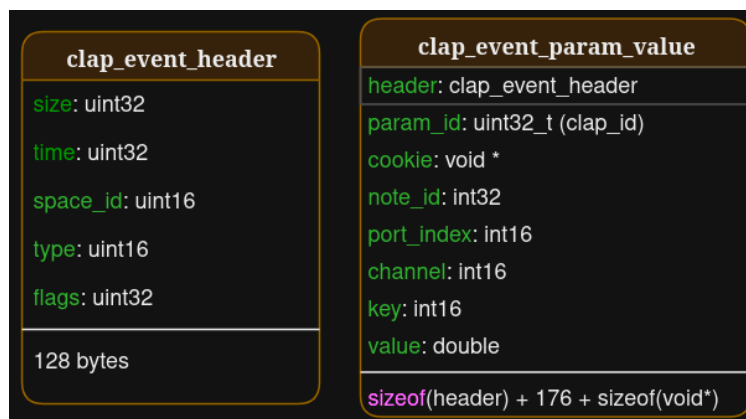 clap_event_header
size: uint32
time: uint32
space_id: uint16
type: uint16
flags: uint32
128 bytes
clap_event_param_value
header: clap_event_header
param_id: uint32_t (clap_id)
cookie: void *
note_id: int32
port_index: int16
channel: int16
key: int16
value: double
sizeof(header) + 176 + sizeof(void*)